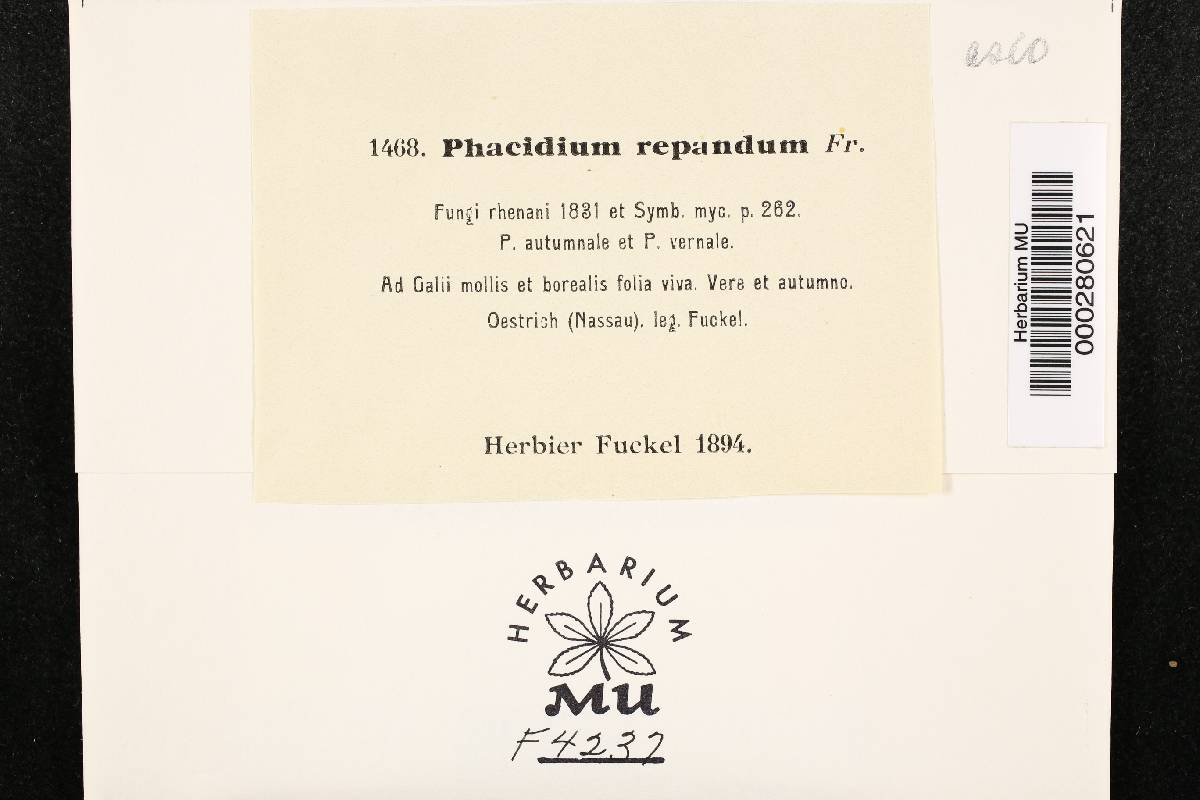 asco
1468. Phacidium repandum Fr.
Fungi rhenani 1831 et Symb. myc. p. 262.
P. autumnale et P. vernale.
Ad Galii mollis et borealis folia viva. Vere et autumno.
Oestrich (Nassau), leg. Fuckel.
Herbier Fuckel 1894.
Herbarium MU
000280621
HERBARIUM
MU
F4237